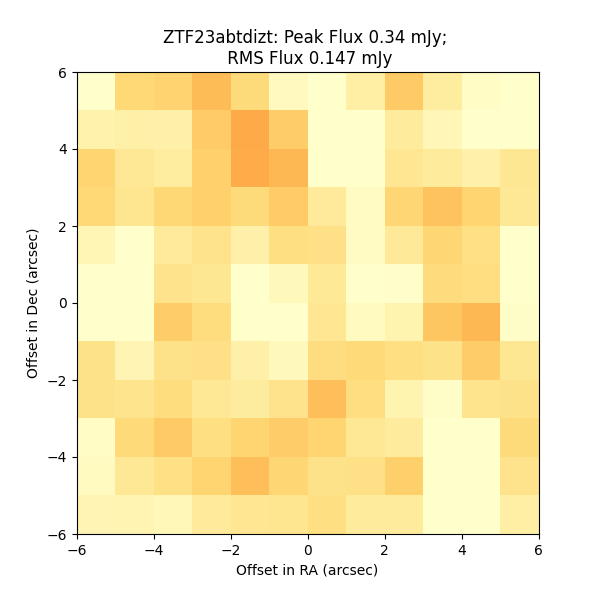 ZTF23abtdizt: Peak Flux 0.34 mJy;
RMS Flux 0.147 mJy
6
4
2
0
−2
−4
−6
Offset in Dec (arcsec)
−6 −4 −2 0 2 4 6
Offset in RA (arcsec)